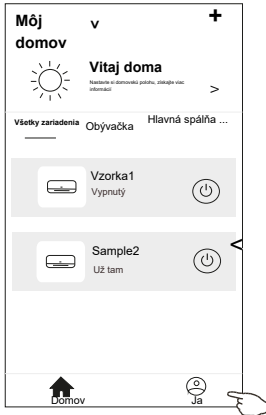 Môj domov v +
Vitaj doma
Nastavte si domovskú polohu, získajte viac
informácií >
Všetky zariadenia Obývačka Hlavná spálňa ...
Vzorka1
Vypnutý
<
Sample2
Už tam
Domov Ja